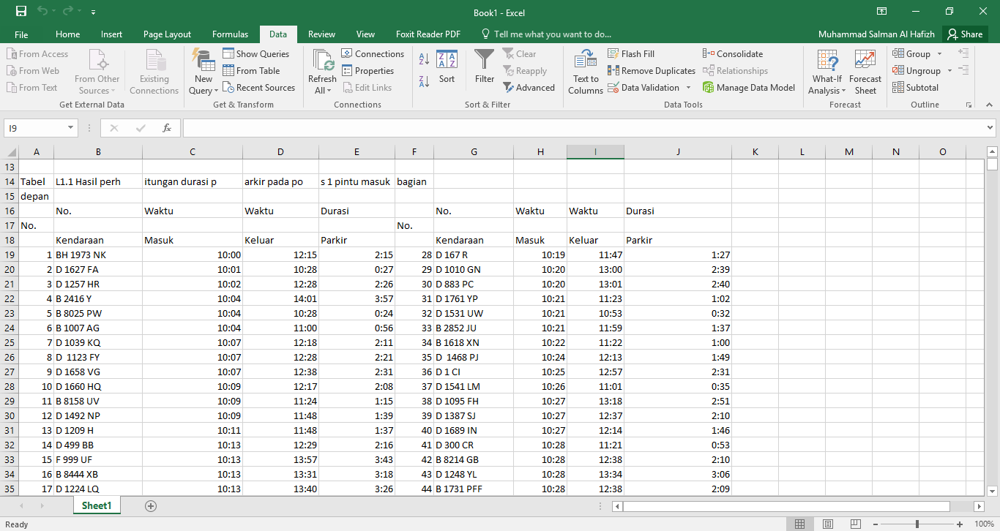 Book1 - Excel
File Home Insert Page Layout Formulas Data Review View Foxit Reader PDF Tell me what you want to do... Muhammad Salman Al Hafizh Share
From Access
From Web
From Text
From Other Sources
Existing Connections
Get External Data
New Query
Show Queries
From Table
Recent Sources
Get & Transform
Refresh All
Connections
Properties
Edit Links
Connections
Sort
Filter
Clear
Reapply
Advanced
Sort & Filter
Text to Columns
Flash Fill
Remove Duplicates
Data Validation
Consolidate
Relationships
Manage Data Model
Data Tools
What-If Analysis
Forecast Sheet
Forecast
Group
Ungroup
Subtotal
Outline
I9 fx
A B C D E F G H I J K L M N O
13
14 Tabel L1.1 Hasil perh itungan durasi p arkir pada po s 1 pintu masuk bagian
15 depan
16 No. Waktu Waktu Durasi No. Waktu Waktu Durasi
17 No. No.
18 Kendaraan Masuk Keluar Parkir Kendaraan Masuk Keluar Parkir
19 1 BH 1973 NK 10:00 12:15 2:15 28 D 167 R 10:19 11:47 1:27
20 2 D 1627 FA 10:01 10:28 0:27 29 D 1010 GN 10:20 13:00 2:39
21 3 D 1257 HR 10:02 12:28 2:26 30 D 883 PC 10:20 13:01 2:40
22 4 B 2416 Y 10:04 14:01 3:57 31 D 1761 YP 10:21 11:23 1:02
23 5 B 8025 PW 10:04 10:28 0:24 32 D 1531 UW 10:21 10:53 0:32
24 6 B 1007 AG 10:04 11:00 0:56 33 B 2852 JU 10:21 11:59 1:37
25 7 D 1039 KQ 10:07 12:18 2:11 34 B 1618 XN 10:22 11:22 1:00
26 8 D  1123 FY 10:07 12:28 2:21 35 D  1468 PJ 10:24 12:13 1:49
27 9 D 1658 VG 10:07 12:38 2:31 36 D 1 CI 10:25 12:57 2:31
28 10 D 1660 HQ 10:09 12:17 2:08 37 D 1541 LM 10:26 11:01 0:35
29 11 B 8158 UV 10:09 11:24 1:15 38 D 1095 FH 10:27 13:18 2:51
30 12 D 1492 NP 10:09 11:48 1:39 39 D 1387 SJ 10:27 12:37 2:10
31 13 D 1209 H 10:11 11:48 1:37 40 D 1689 IN 10:27 12:14 1:46
32 14 D 499 BB 10:13 12:29 2:16 41 D 300 CR 10:28 11:21 0:53
33 15 F 999 UF 10:13 13:57 3:43 42 B 8214 GB 10:28 12:38 2:10
34 16 B 8444 XB 10:13 13:31 3:18 43 D 1248 YL 10:28 13:34 3:06
35 17 D 1224 LQ 10:13 13:40 3:26 44 B 1731 PFF 10:28 12:38 2:09
Sheet1
Ready 100%